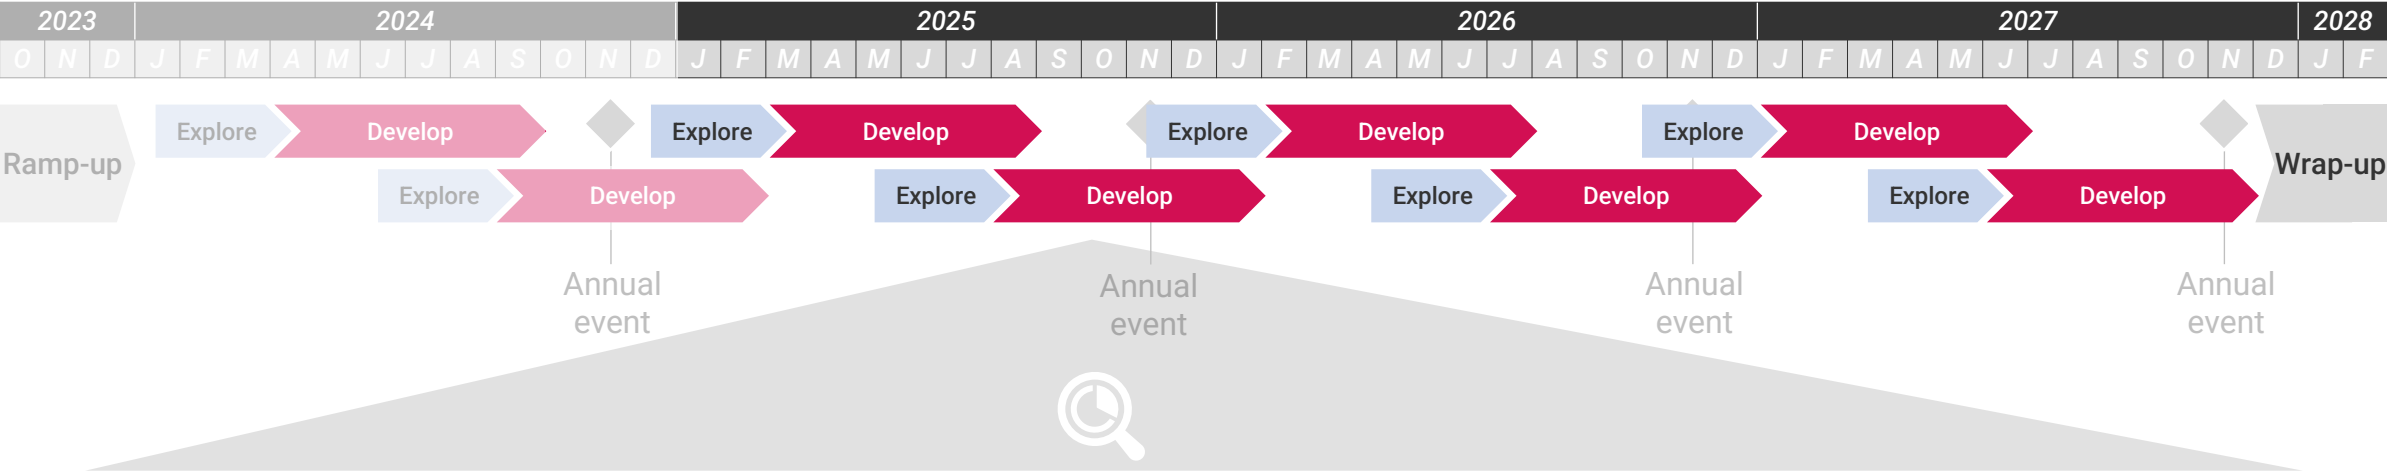 2023 2024 2025 2026 2027 2028
O N D J F M A M J J A S O N D J F M A M J J A S O N D J F M A M J J A S O N D J F M A M J J A S O N D J F
Explore Develop Explore Develop Explore Develop Explore Develop
Ramp-up Wrap-up
Explore Develop Explore Develop Explore Develop Explore Develop
Annual Annual Annual Annual
event event event event